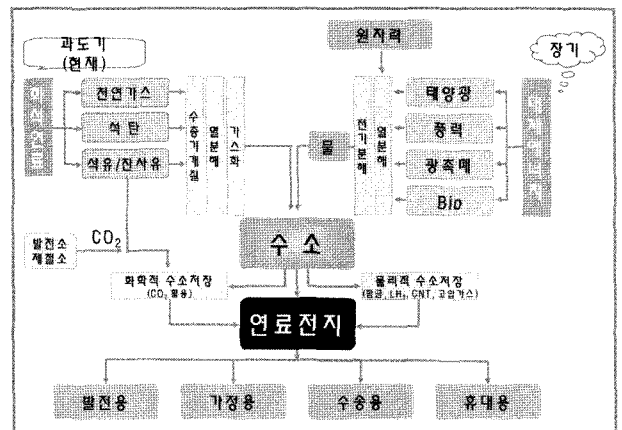 과도기
(현재)
원자력
장기
천연가스
석탄
석유/잔사유
수증기개질
열분해
가스화
물
전기분해
열분해
태양광
풍력
광촉매
Bio
발전소
제철소
CO₂
수소
화학적 수소저장
(CO₂ 활용)
물리적 수소저장
(합금, LH₂, CNT, 고압가스)
연료전지
발전용
가정용
수송용
휴대용